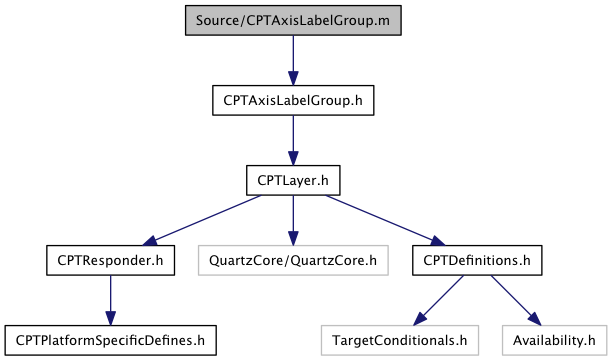 Source/CPTAxisLabelGroup.m
CPTAxisLabelGroup.h
CPTLayer.h
CPTResponder.h
QuartzCore/QuartzCore.h
CPTDefinitions.h
CPTPlatformSpecificDefines.h
TargetConditionals.h
Availability.h